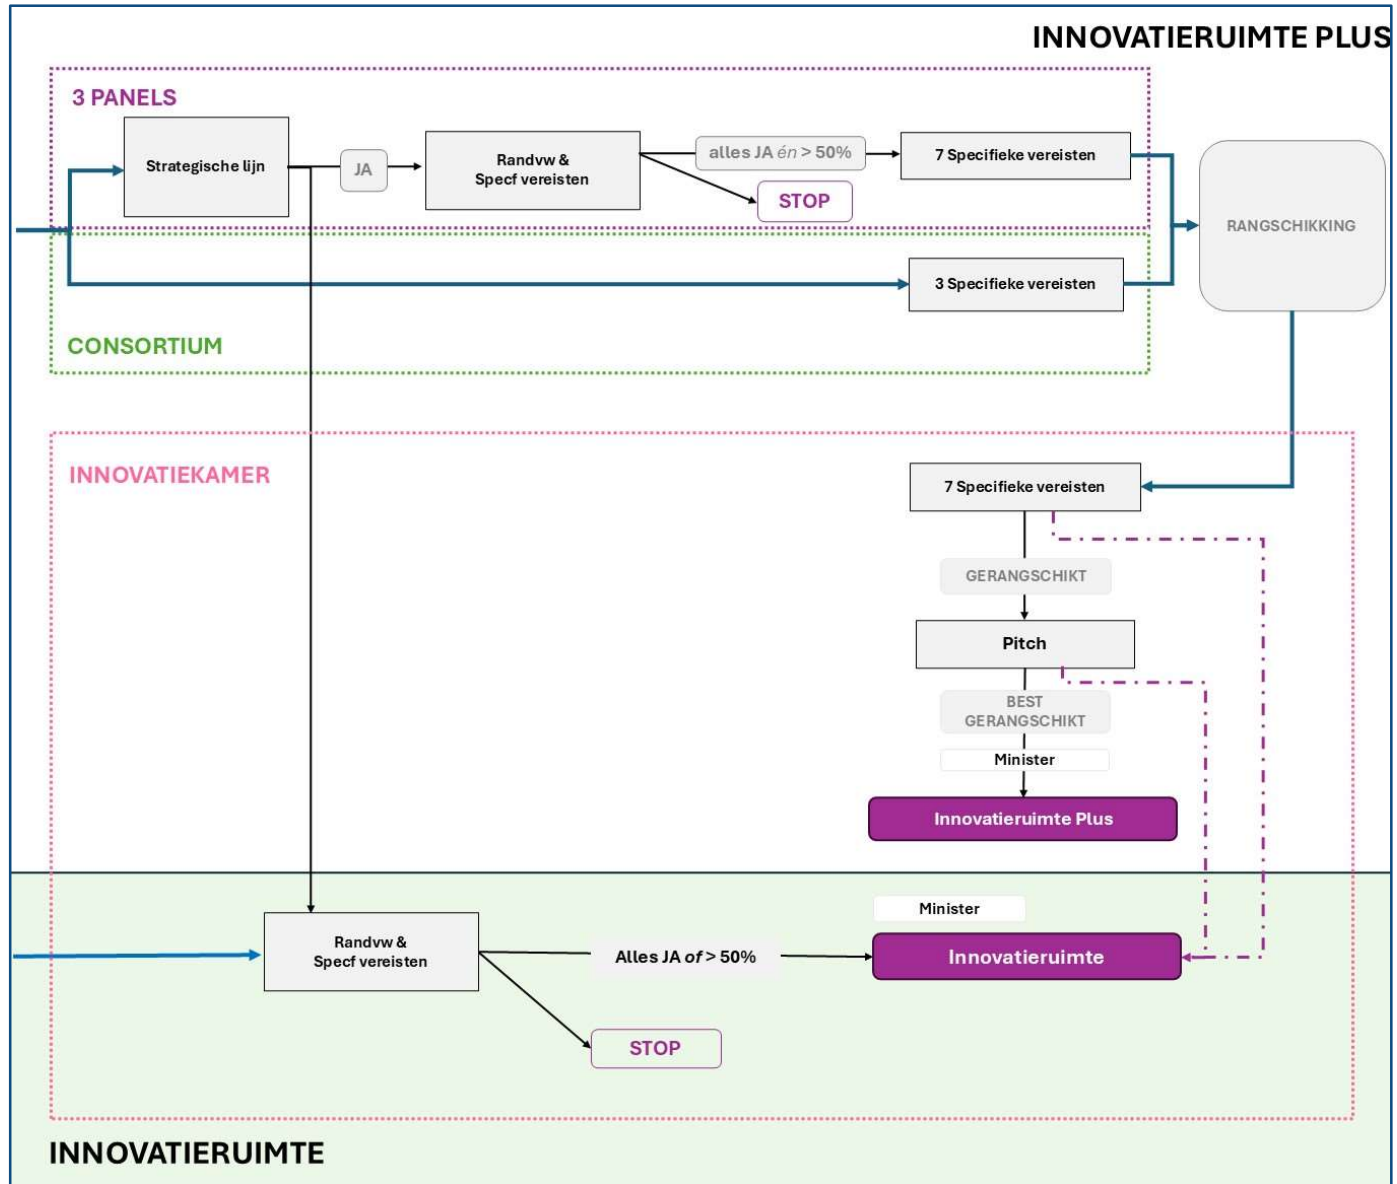 INNOVATIERUIMTE PLUS
3 PANELS
Strategische lijn
JA
Randvw &
Specf vereisten
alles JA én > 50%
STOP
7 Specifieke vereisten
RANGSCHIKKING
3 Specifieke vereisten
CONSORTIUM
INNOVATIEKAMER
7 Specifieke vereisten
GERANGSCHIKT
Pitch
BEST
GERANGSCHIKT
Minister
Innovatieruimte Plus
Minister
Randvw &
Specf vereisten
Alles JA of > 50%
Innovatieruimte
STOP
INNOVATIERUIMTE